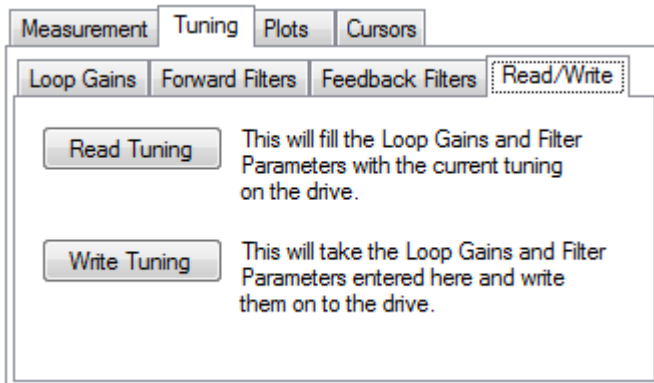 Measurement Tuning Plots Cursors
Loop Gains Forward Filters Feedback Filters Read/Write
Read Tuning
This will fill the Loop Gains and Filter
Parameters with the current tuning
on the drive.
Write Tuning
This will take the Loop Gains and Filter
Parameters entered here and write
them on to the drive.